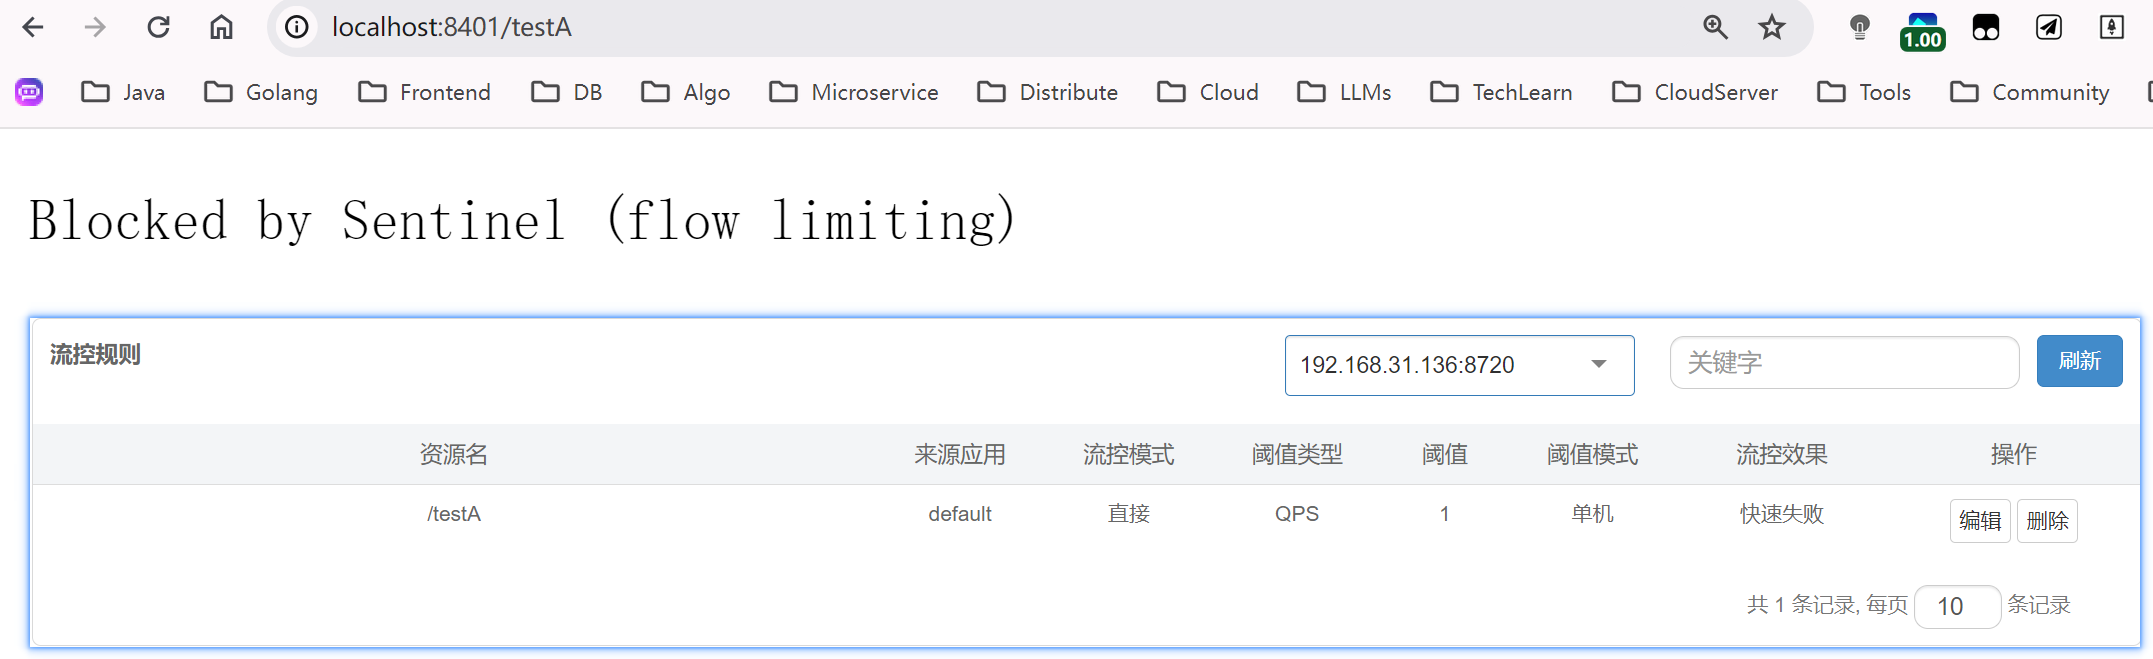 localhost:8401/testA
1.00
Java Golang Frontend DB Algo Microservice Distribute Cloud LLMs TechLearn CloudServer Tools Community
Blocked by Sentinel (flow limiting)
流控规则 192.168.31.136:8720 关键字 刷新
资源名 来源应用 流控模式 阈值类型 阈值 阈值模式 流控效果 操作
/testA default 直接 QPS 1 单机 快速失败 编辑 删除
共 1 条记录, 每页 10 条记录